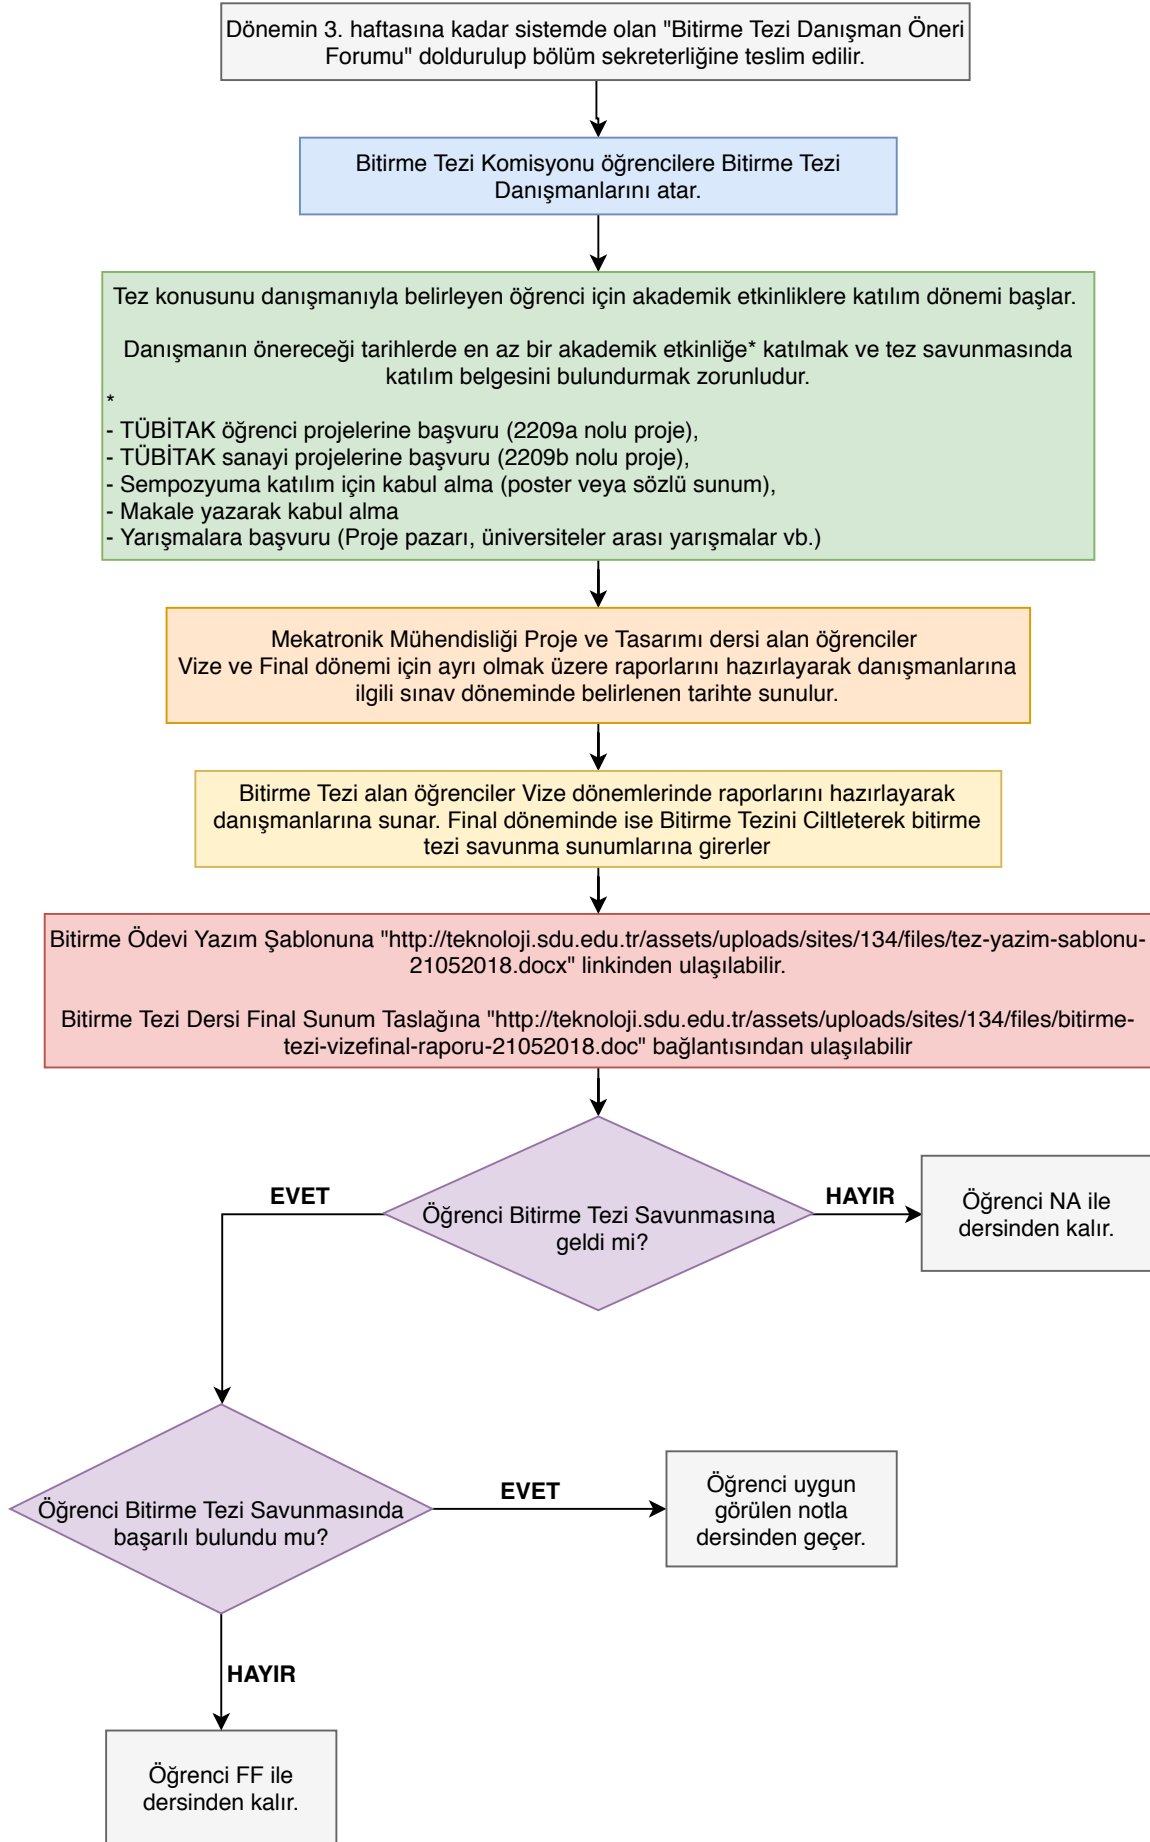 Dönemin 3. haftasına kadar sistemde olan "Bitirme Tezi Danışman Öneri
Forumu" doldurulup bölüm sekreterliğine teslim edilir.
Bitirme Tezi Komisyonu öğrencilere Bitirme Tezi
Danışmanlarını atar.
Tez konusunu danışmanıyla belirleyen öğrenci için akademik etkinliklere katılım dönemi başlar.
Danışmanın önereceği tarihlerde en az bir akademik etkinliğe* katılmak ve tez savunmasında
katılım belgesini bulundurmak zorunludur.
*
- TÜBİTAK öğrenci projelerine başvuru (2209a nolu proje),
- TÜBİTAK sanayi projelerine başvuru (2209b nolu proje),
- Sempozyuma katılım için kabul alma (poster veya sözlü sunum),
- Makale yazarak kabul alma
- Yarışmalara başvuru (Proje pazarı, üniversiteler arası yarışmalar vb.)
Mekatronik Mühendisliği Proje ve Tasarımı dersi alan öğrenciler
Vize ve Final dönemi için ayrı olmak üzere raporlarını hazırlayarak danışmanlarına
ilgili sınav döneminde belirlenen tarihte sunulur.
Bitirme Tezi alan öğrenciler Vize dönemlerinde raporlarını hazırlayarak
danışmanlarına sunar. Final döneminde ise Bitirme Tezini Ciltleterek bitirme
tezi savunma sunumlarına girerler
Bitirme Ödevi Yazım Şablonuna "http://teknoloji.sdu.edu.tr/assets/uploads/sites/134/files/tez-yazim-sablonu-
21052018.docx" linkinden ulaşılabilir.
Bitirme Tezi Dersi Final Sunum Taslağına "http://teknoloji.sdu.edu.tr/assets/uploads/sites/134/files/bitirme-
tezi-vizefinal-raporu-21052018.doc" bağlantısından ulaşılabilir
EVET
Öğrenci Bitirme Tezi Savunmasına
geldi mi?
HAYIR
Öğrenci NA ile
dersinden kalır.
Öğrenci Bitirme Tezi Savunmasında
başarılı bulundu mu?
EVET
Öğrenci uygun
görülen notla
dersinden geçer.
HAYIR
Öğrenci FF ile
dersinden kalır.